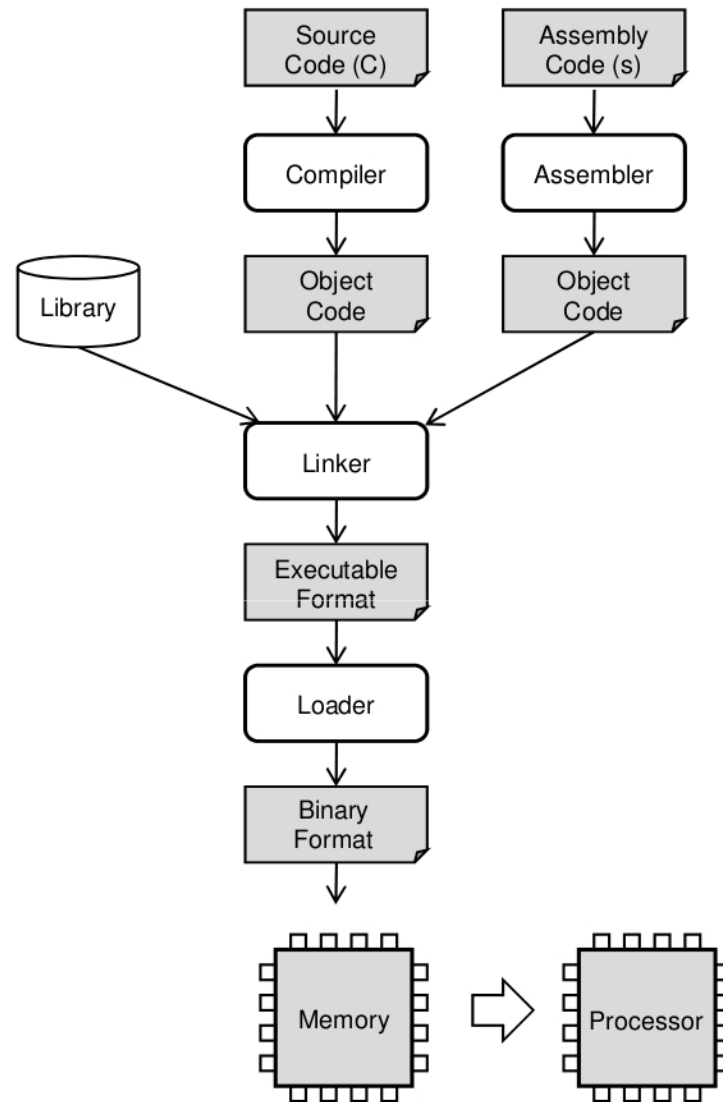 Source
Code (C)
Assembly
Code (s)
Compiler
Assembler
Library
Object
Code
Object
Code
Linker
Executable
Format
Loader
Binary
Format
Memory
Processor